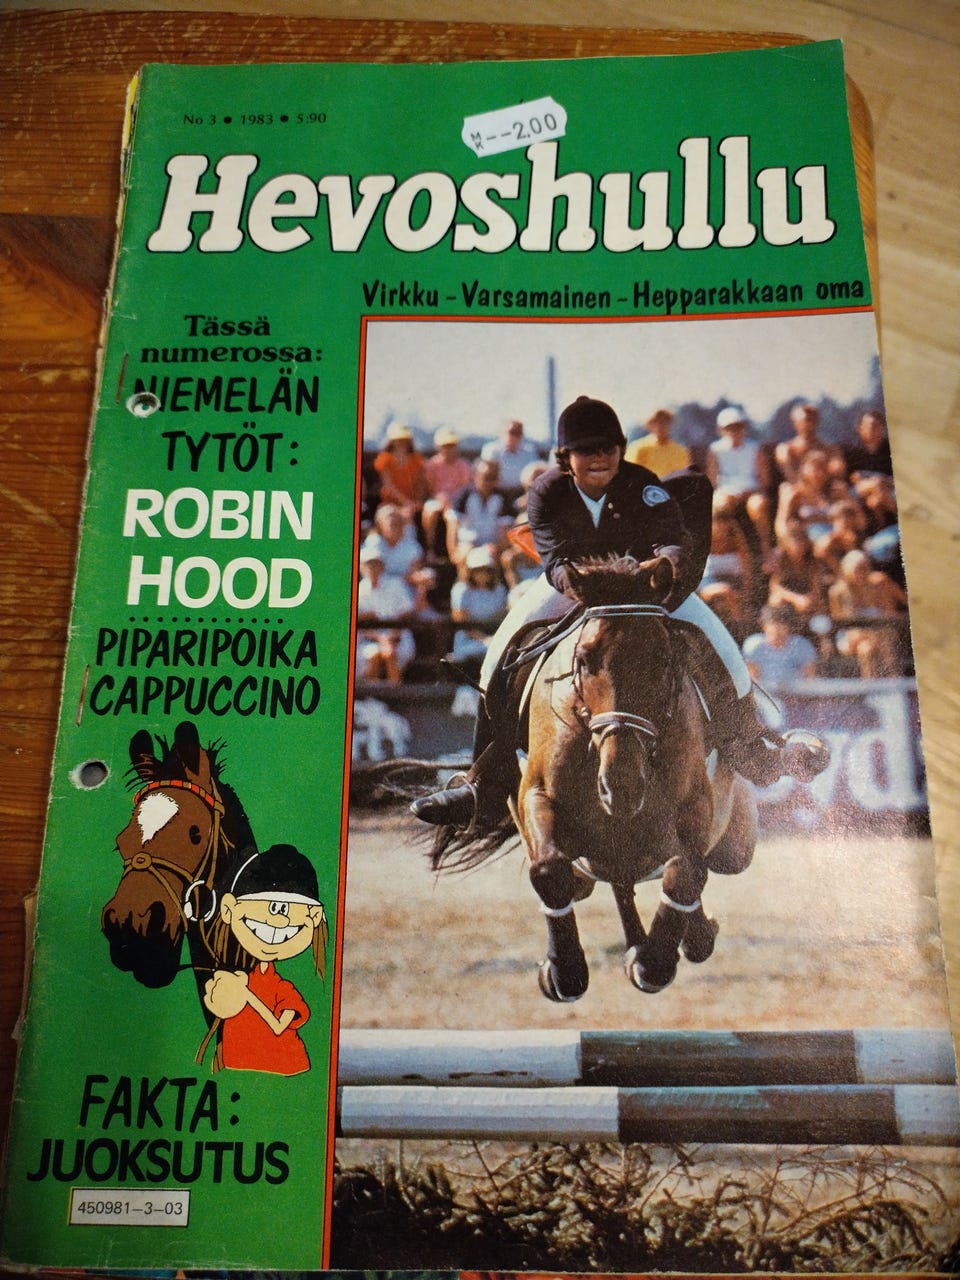 No 3 • 1983 • 5:90
MK --2,00
Hevoshullu
Virkku - Varsamainen - Hepparakkaan oma
Tässä
numerossa:
NIEMELÄN
TYTÖT:
ROBIN
HOOD
PIPARIPOIKA
CAPPUCCINO
FAKTA:
JUOKSUTUS
450981-3-03